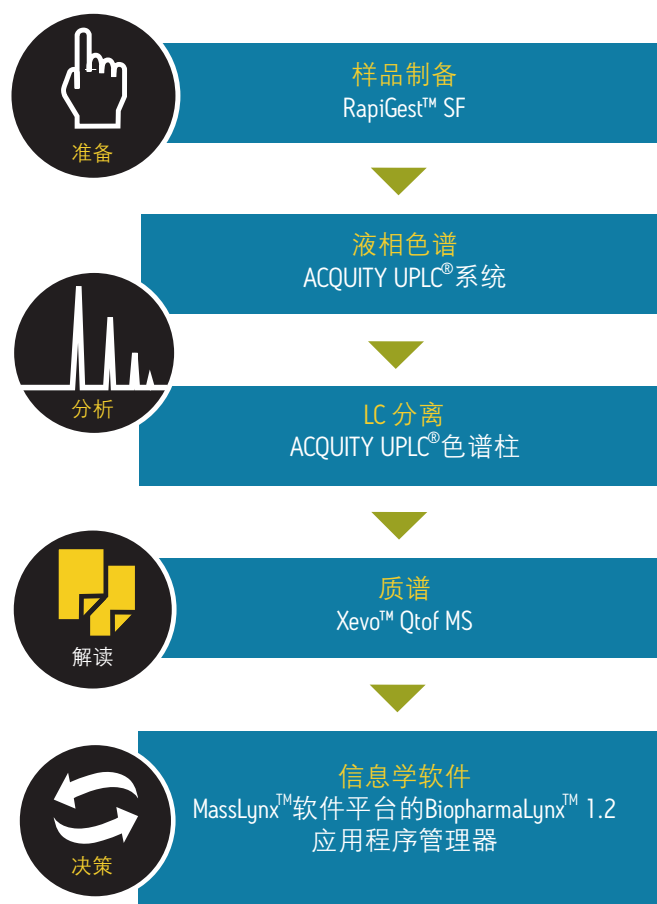 样品制备
RapiGest™ SF
准备
液相色谱
ACQUITY UPLC®系统
分析
LC 分离
ACQUITY UPLC®色谱柱
质谱
Xevo™ Qtof MS
解读
信息学软件
MassLynx™软件平台的BiopharmaLynx™ 1.2
应用程序管理器
决策